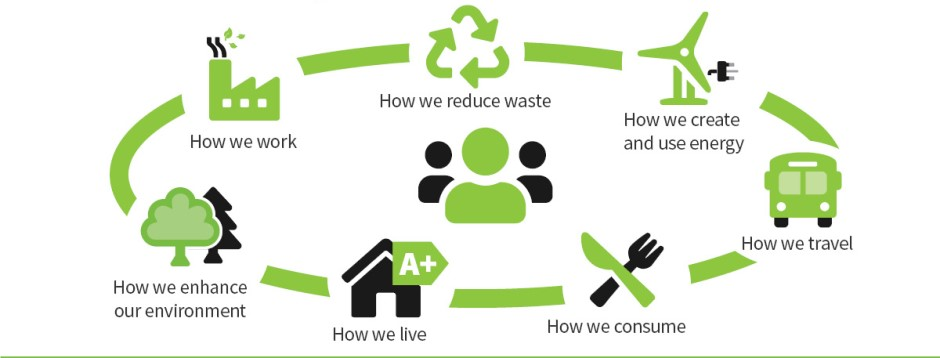 How we reduce waste
How we create
and use energy
How we travel
How we consume
A+
How we live
How we enhance
our environment
How we work